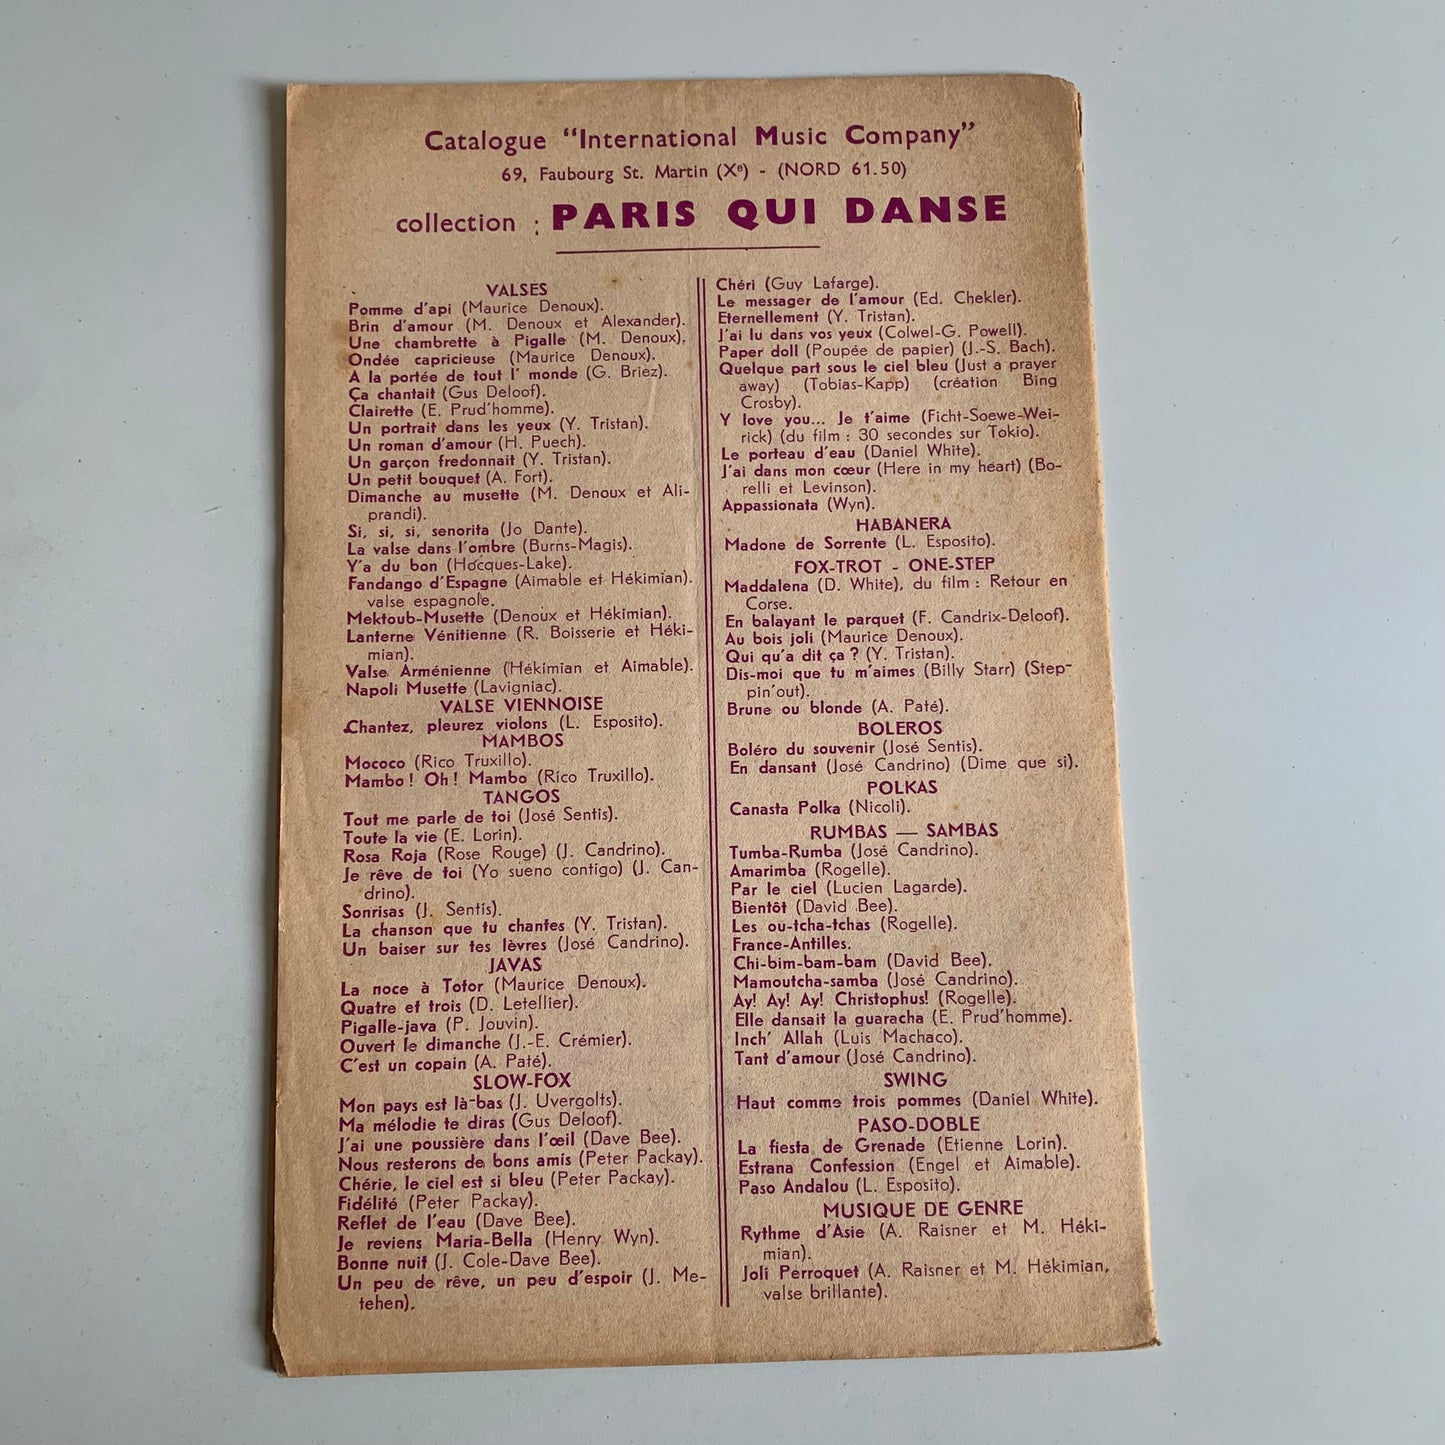 Catalogue "International Music Company"
69, Faubourg St. Martin (Xe) - (NORD 61.50)
collection : PARIS QUI DANSE
VALSES
Pomme d'api (Maurice Denoux).
Brin d'amour (M. Denoux et Alexander).
Une chambrette à Pigalle (M. Denoux).
Ondée capricieuse (Maurice Denoux).
A la portée de tout l' monde (G. Briez).
Ça chantait (Gus Deloof).
Clairette (E. Prud'homme).
Un portrait dans les yeux (Y. Tristan).
Un roman d'amour (H. Puech).
Un garçon fredonnait (Y. Tristan).
Un petit bouquet (A. Fort).
Dimanche au musette (M. Denoux et Ali-
prandi).
Si, si, si, senorita (Jo Dante).
La valse dans l'ombre (Burns-Magis).
Y'a du bon (Hocques-Lake).
Fandango d'Espagne (Aimable et Hékimian).
valse espagnole.
Mektoub-Musette (Denoux et Hékimian).
Lanterne Vénitienne (R. Boisserie et Héki-
mian).
Valse Arménienne (Hékimian et Aimable).
Napoli Musette (Lavigniac).
VALSE VIENNOISE
Chantez, pleurez violons (L. Esposito).
MAMBOS
Mococo (Rico Truxillo).
Mambo ! Oh ! Mambo (Rico Truxillo).
TANGOS
Tout me parle de toi (José Sentis).
Toute la vie (E. Lorin).
Rosa Roja (Rose Rouge) (J. Candrino).
Je rêve de toi (Yo sueno contigo) (J. Can-
drino).
Sonrisas (J. Sentis).
La chanson que tu chantes (Y. Tristan).
Un baiser sur tes lèvres (José Candrino).
JAVAS
La noce à Totor (Maurice Denoux).
Quatre et trois (D. Letellier).
Pigalle-java (P. Jouvin).
Ouvert le dimanche (J.-E. Crémier).
C'est un copain (A. Paté).
SLOW-FOX
Mon pays est là-bas (J. Uvergolts).
Ma mélodie te diras (Gus Deloof).
J'ai une poussière dans l'œil (Dave Bee).
Nous resterons de bons amis (Peter Packay).
Chérie, le ciel est si bleu (Peter Packay).
Fidélité (Peter Packay).
Reflet de l'eau (Dave Bee).
Je reviens Maria-Bella (Henry Wyn).
Bonne nuit (J. Cole-Dave Bee).
Un peu de rêve, un peu d'espoir (J. Me-
tehen).
Chéri (Guy Lafarge).
Le messager de l'amour (Ed. Chekler).
Eternellement (Y. Tristan).
J'ai lu dans vos yeux (Colwel-G. Powell).
Paper doll (Poupée de papier) (J.-S. Bach).
Quelque part sous le ciel bleu (Just a prayer
away) (Tobias-Kapp) (création Bing
Crosby).
Y love you... Je t'aime (Ficht-Soewe-Wei-
rick) (du film : 30 secondes sur Tokio).
Le porteau d'eau (Daniel White).
J'ai dans mon cœur (Here in my heart) (Bo-
relli et Levinson).
Appassionata (Wyn).
HABANERA
Madone de Sorrente (L. Esposito).
FOX-TROT - ONE-STEP
Maddalena (D. White), du film : Retour en
Corse.
En balayant le parquet (F. Candrix-Deloof).
Au bois joli (Maurice Denoux).
Qui qu'a dit ça ? (Y. Tristan).
Dis-moi que tu m'aimes (Billy Starr) (Step-
pin'out).
Brune ou blonde (A. Paté).
BOLEROS
Boléro du souvenir (José Sentis).
En dansant (José Candrino) (Dime que si).
POLKAS
Canasta Polka (Nicoli).
RUMBAS — SAMBAS
Tumba-Rumba (José Candrino).
Amarimba (Rogelle).
Par le ciel (Lucien Lagarde).
Bientôt (David Bee).
Les ou-tcha-tchas (Rogelle).
France-Antilles.
Chi-bim-bam-bam (David Bee).
Mamoutcha-samba (José Candrino).
Ay! Ay! Ay! Christophus! (Rogelle).
Elle dansait la guaracha (E. Prud'homme).
Inch' Allah (Luis Machaco).
Tant d'amour (José Candrino).
SWING
Haut comme trois pommes (Daniel White).
PASO-DOBLE
La fiesta de Grenade (Etienne Lorin).
Estrana Confession (Engel et Aimable).
Paso Andalou (L. Esposito).
MUSIQUE DE GENRE
Rythme d'Asie (A. Raisner et M. Héki-
mian).
Joli Perroquet (A. Raisner et M. Hékimian,
valse brillante).